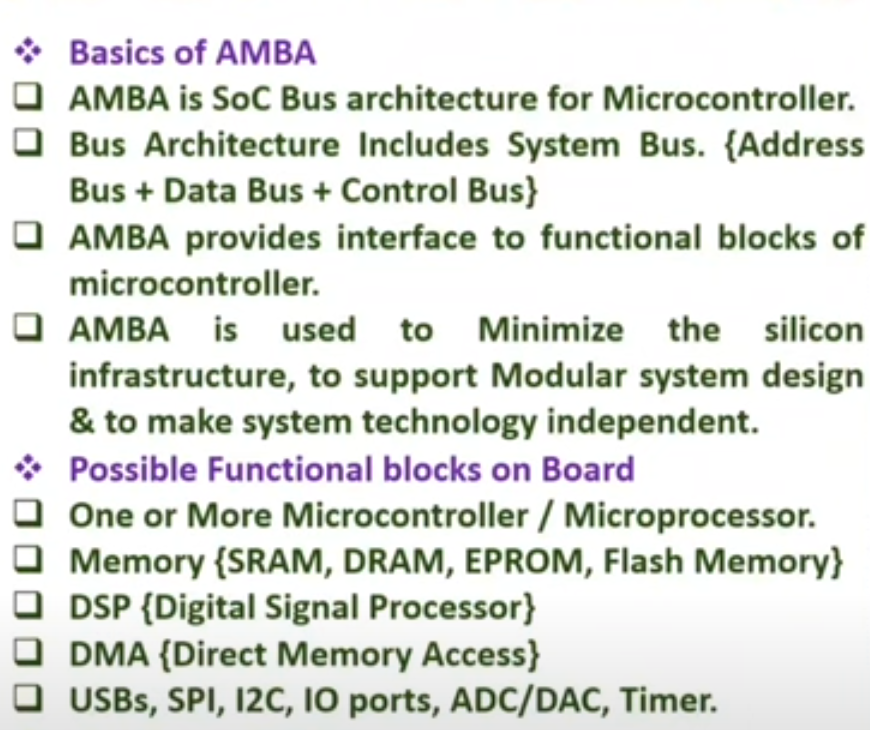 ❖ Basics of AMBA
❑ AMBA is SoC Bus architecture for Microcontroller.
❑ Bus Architecture Includes System Bus. {Address
Bus + Data Bus + Control Bus}
❑ AMBA provides interface to functional blocks of
microcontroller.
❑ AMBA is used to Minimize the silicon
infrastructure, to support Modular system design
& to make system technology independent.
❖ Possible Functional blocks on Board
❑ One or More Microcontroller / Microprocessor.
❑ Memory {SRAM, DRAM, EPROM, Flash Memory}
❑ DSP {Digital Signal Processor}
❑ DMA {Direct Memory Access}
❑ USBs, SPI, I2C, IO ports, ADC/DAC, Timer.